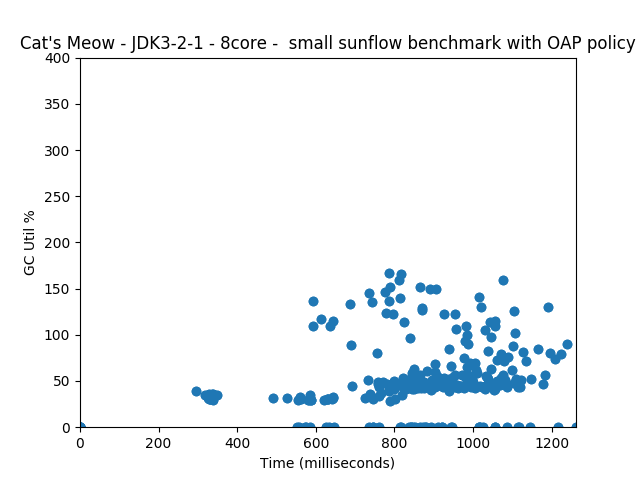 Cat's Meow - JDK3-2-1 - 8core -  small sunflow benchmark with OAP policy
400
350
300
250
200
150
100
50
0
GC Util %
0 200 400 600 800 1000 1200
Time (milliseconds)